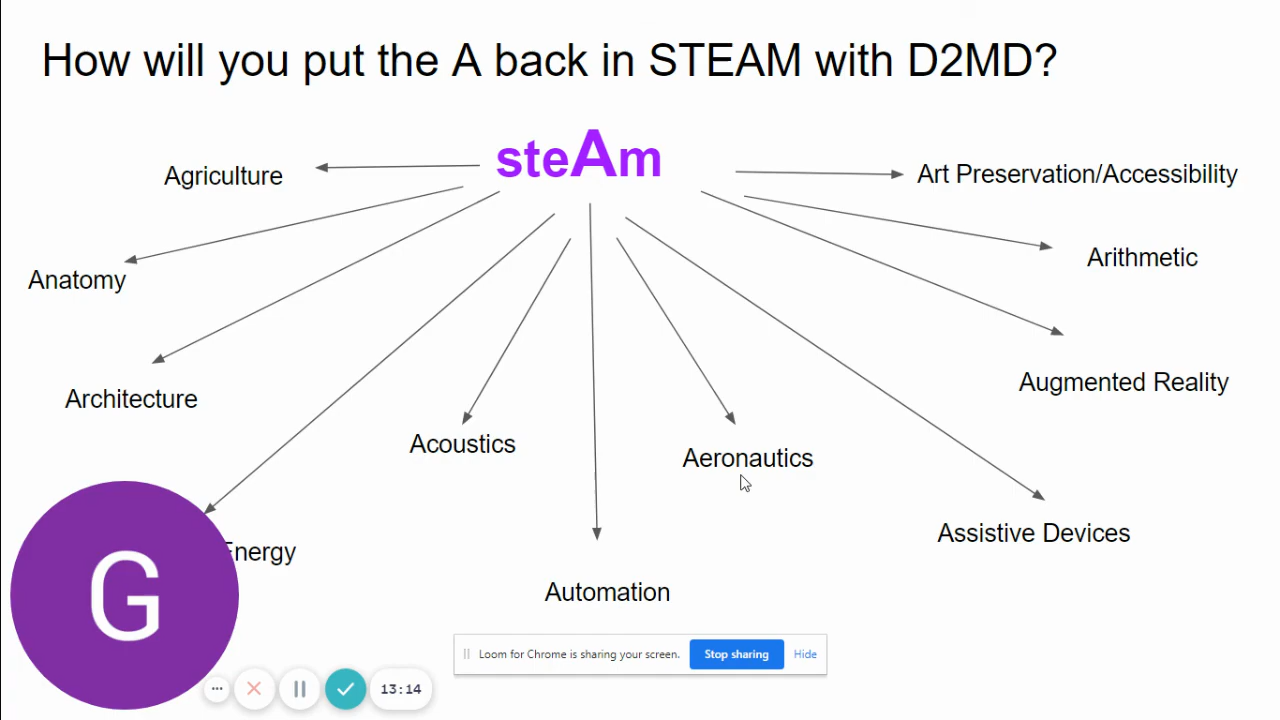 How will you put the A back in STEAM with D2MD?
steAm
Agriculture
Art Preservation/Accessibility
Arithmetic
Anatomy
Augmented Reality
Architecture
Acoustics
Aeronautics
Assistive Devices
Energy
Automation
G
Loom for Chrome is sharing your screen. Stop sharing Hide
13:14